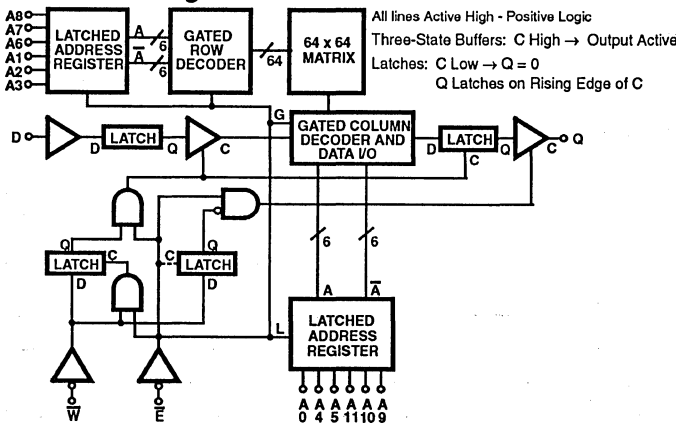 A8
A7
A6
A1
A2
A3
LATCHED
ADDRESS
REGISTER
A
6
A̅
6
GATED
ROW
DECODER
64
64 x 64
MATRIX
All lines Active High - Positive Logic
Three-State Buffers: C High → Output Active
Latches: C Low → Q = 0
Q Latches on Rising Edge of C
G
D
D
LATCH
Q
C
GATED COLUMN
DECODER AND
DATA I/O
D
LATCH
C
Q
C
Q
Q
LATCH
C
D
C
Q
LATCH
D
6
6
A
A̅
L
LATCHED
ADDRESS
REGISTER
W̅
E̅
A A A A A A
0 4 5 11 10 9